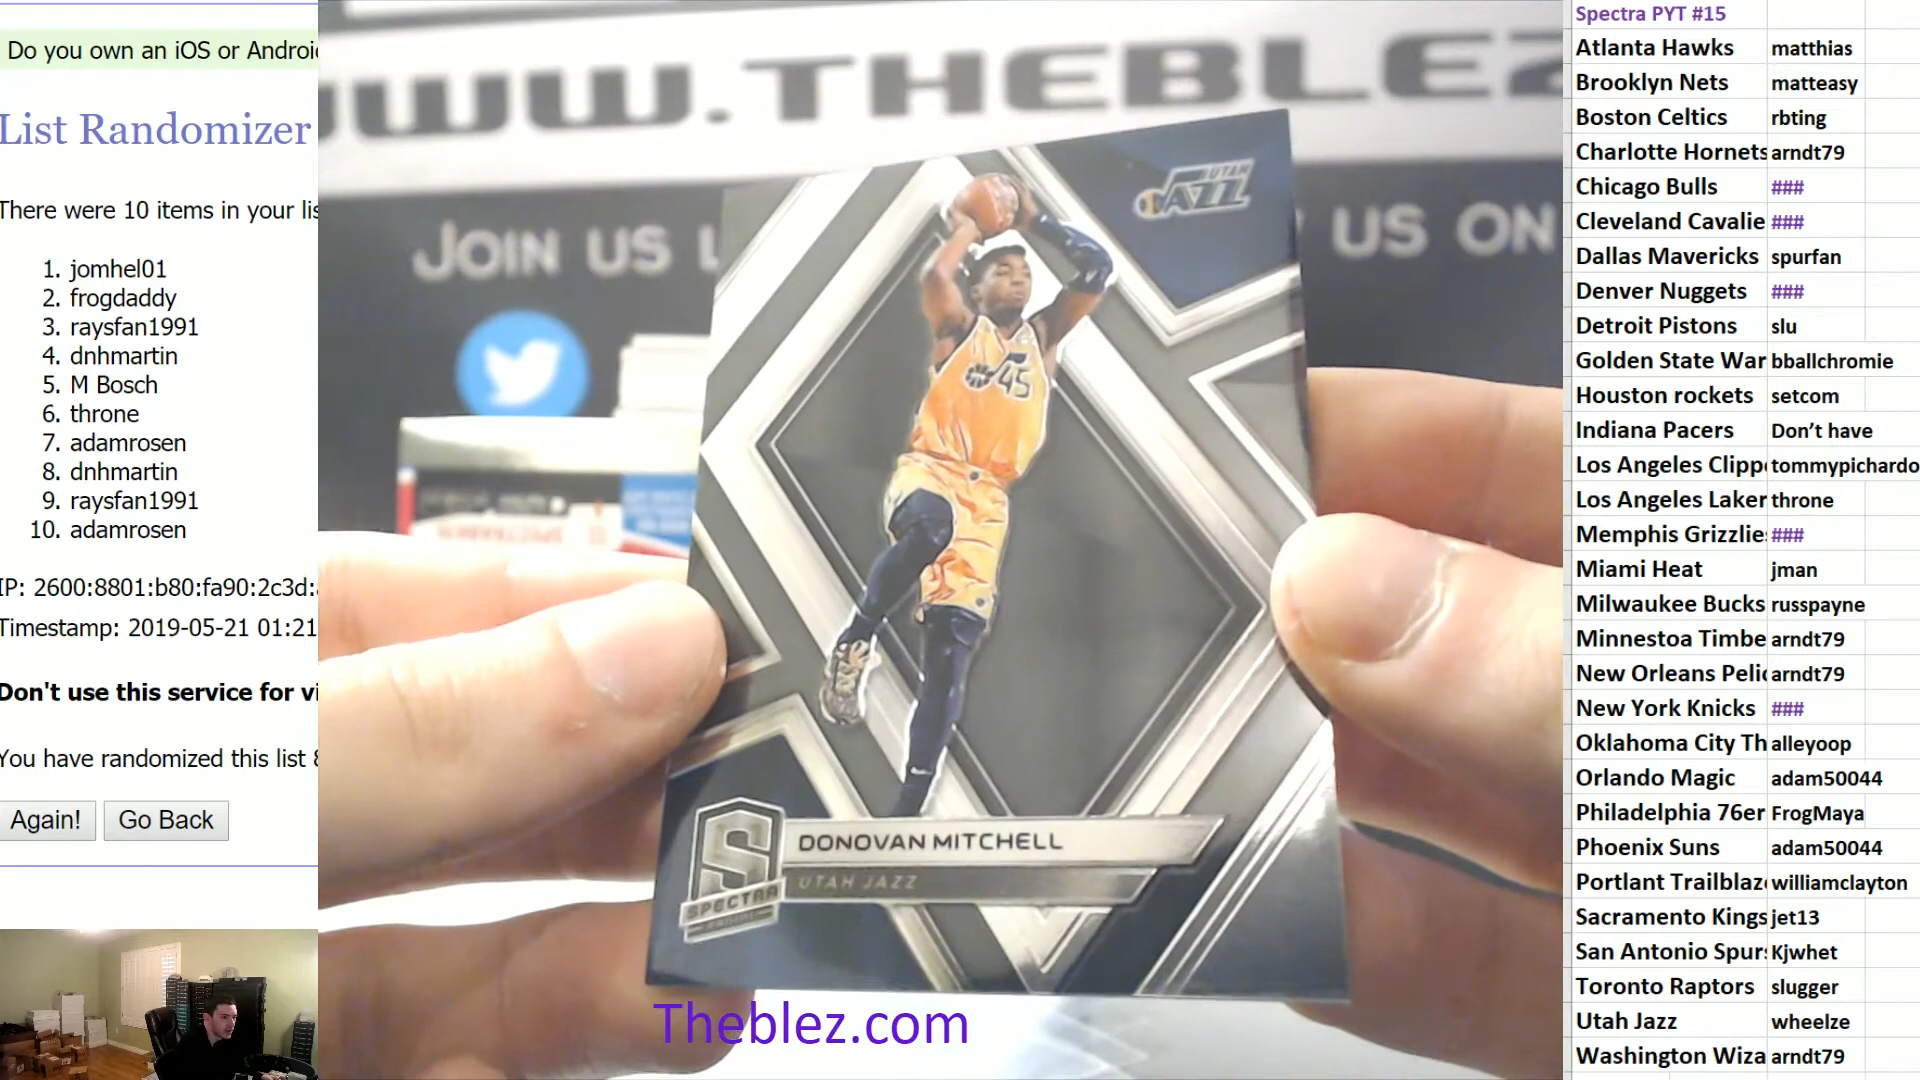 Do you own an iOS or Androi
List Randomizer
There were 10 items in your lis
1. jomhel01
2. frogdaddy
3. raysfan1991
4. dnhmartin
5. M Bosch
6. throne
7. adamrosen
8. dnhmartin
9. raysfan1991
10. adamrosen
IP: 2600:8801:b80:fa90:2c3d:
Timestamp: 2019-05-21 01:21
Don't use this service for vi
You have randomized this list
Again!
Go Back
WWW.THEBLEZ
JOIN US L
US ON
UTAH
JAZZ
45
DONOVAN MITCHELL
UTAH JAZZ
S
SPECTRA
Theblez.com
Spectra PYT #15
Atlanta Hawks matthias
Brooklyn Nets matteasy
Boston Celtics rbting
Charlotte Hornets arndt79
Chicago Bulls ###
Cleveland Cavalie ###
Dallas Mavericks spurfan
Denver Nuggets ###
Detroit Pistons slu
Golden State War bballchromie
Houston rockets setcom
Indiana Pacers Don’t have
Los Angeles Clipp tommypichardo
Los Angeles Laker throne
Memphis Grizzlies ###
Miami Heat jman
Milwaukee Bucks russpayne
Minnestoa Timbe arndt79
New Orleans Pelic arndt79
New York Knicks ###
Oklahoma City Th alleyoop
Orlando Magic adam50044
Philadelphia 76er FrogMaya
Phoenix Suns adam50044
Portlant Trailblaz williamclayton
Sacramento Kings jet13
San Antonio Spurs Kjwhet
Toronto Raptors slugger
Utah Jazz wheelze
Washington Wiza arndt79